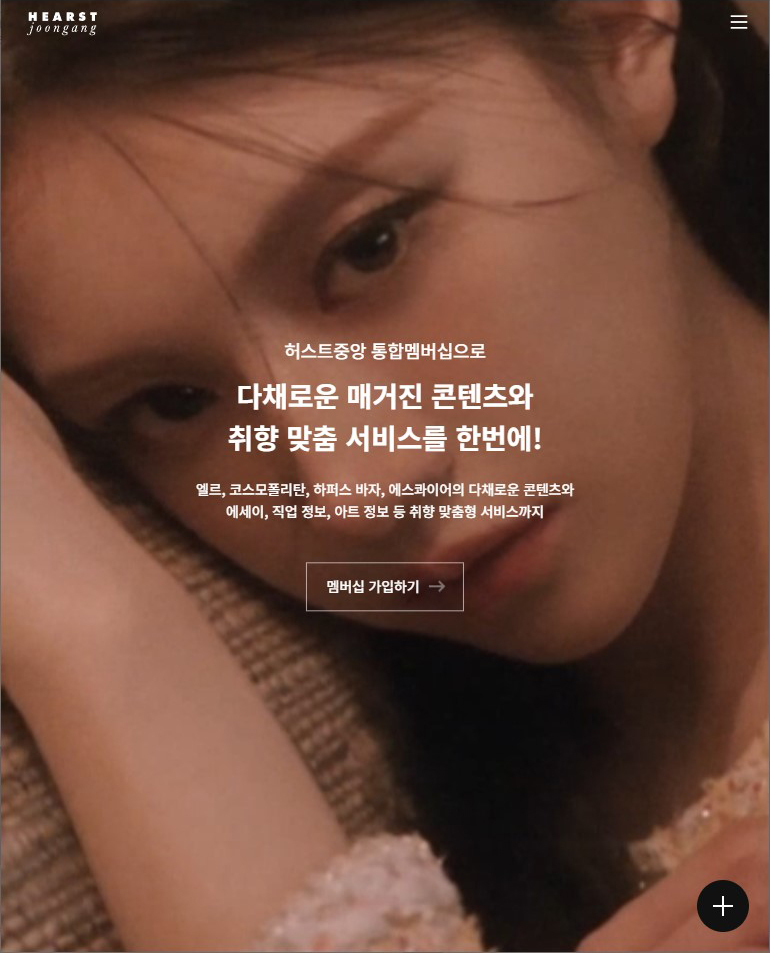 HEARST
joongang
허스트중앙 통합멤버십으로
다채로운 매거진 콘텐츠와
취향 맞춤 서비스를 한번에!
엘르, 코스모폴리탄, 하퍼스 바자, 에스콰이어의 다채로운 콘텐츠와
에세이, 직업 정보, 아트 정보 등 취향 맞춤형 서비스까지
멤버십 가입하기